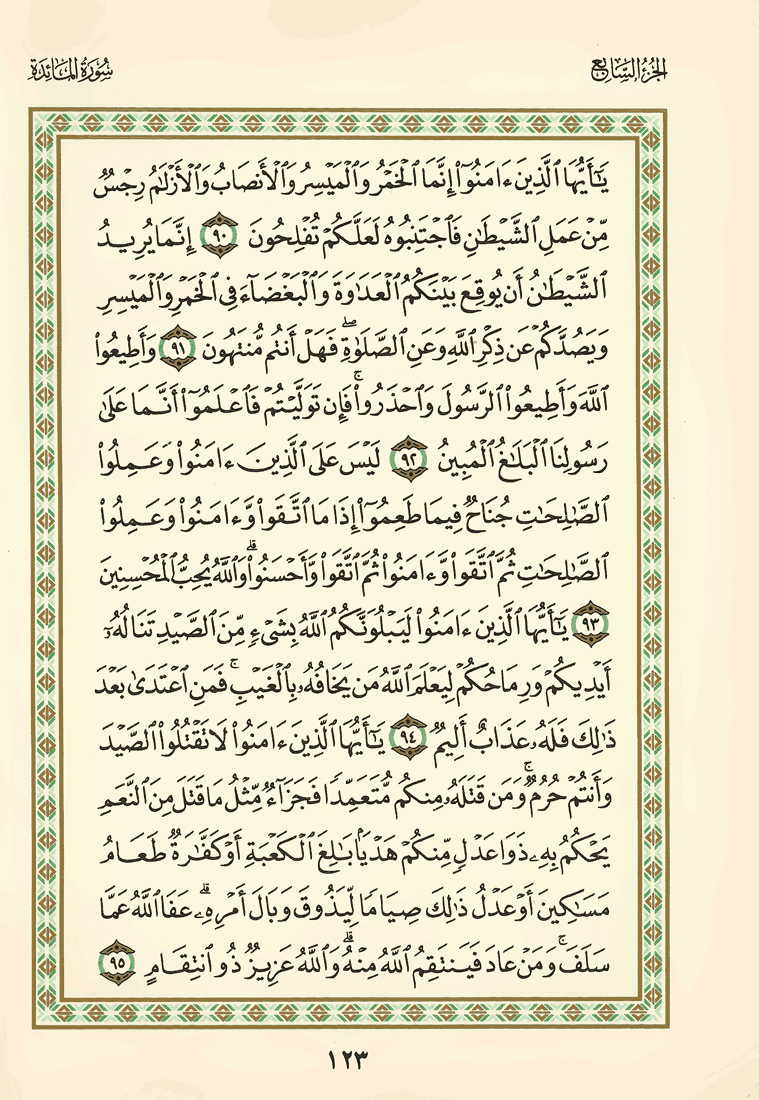 الجزء السابع
سورة المائدة
يَٰٓأَيُّهَا ٱلَّذِينَ ءَامَنُوٓا۟ إِنَّمَا ٱلْخَمْرُ وَٱلْمَيْسِرُ وَٱلْأَنصَابُ وَٱلْأَزْلَٰمُ رِجْسٌ
مِّنْ عَمَلِ ٱلشَّيْطَٰنِ فَٱجْتَنِبُوهُ لَعَلَّكُمْ تُفْلِحُونَ ٩٠ إِنَّمَا يُرِيدُ
ٱلشَّيْطَٰنُ أَن يُوقِعَ بَيْنَكُمُ ٱلْعَدَٰوَةَ وَٱلْبَغْضَآءَ فِى ٱلْخَمْرِ وَٱلْمَيْسِرِ
وَيَصُدَّكُمْ عَن ذِكْرِ ٱللَّهِ وَعَنِ ٱلصَّلَوٰةِ ۖ فَهَلْ أَنتُم مُّنتَهُونَ ٩١ وَأَطِيعُوا۟
ٱللَّهَ وَأَطِيعُوا۟ ٱلرَّسُولَ وَٱحْذَرُوا۟ ۚ فَإِن تَوَلَّيْتُمْ فَٱعْلَمُوٓا۟ أَنَّمَا عَلَىٰ
رَسُولِنَا ٱلْبَلَٰغُ ٱلْمُبِينُ ٩٢ لَيْسَ عَلَى ٱلَّذِينَ ءَامَنُوا۟ وَعَمِلُوا۟
ٱلصَّٰلِحَٰتِ جُنَاحٌ فِيمَا طَعِمُوٓا۟ إِذَا مَا ٱتَّقَوا۟ وَّءَامَنُوا۟ وَعَمِلُوا۟
ٱلصَّٰلِحَٰتِ ثُمَّ ٱتَّقَوا۟ وَّءَامَنُوا۟ ثُمَّ ٱتَّقَوا۟ وَّأَحْسَنُوا۟ ۗ وَٱللَّهُ يُحِبُّ ٱلْمُحْسِنِينَ
٩٣ يَٰٓأَيُّهَا ٱلَّذِينَ ءَامَنُوا۟ لَيَبْلُوَنَّكُمُ ٱللَّهُ بِشَىْءٍ مِّنَ ٱلصَّيْدِ تَنَالُهُۥٓ
أَيْدِيكُمْ وَرِمَاحُكُمْ لِيَعْلَمَ ٱللَّهُ مَن يَخَافُهُۥ بِٱلْغَيْبِ ۚ فَمَنِ ٱعْتَدَىٰ بَعْدَ
ذَٰلِكَ فَلَهُۥ عَذَابٌ أَلِيمٌ ٩٤ يَٰٓأَيُّهَا ٱلَّذِينَ ءَامَنُوا۟ لَا تَقْتُلُوا۟ ٱلصَّيْدَ
وَأَنتُمْ حُرُمٌ ۚ وَمَن قَتَلَهُۥ مِنكُم مُّتَعَمِّدًا فَجَزَآءٌ مِّثْلُ مَا قَتَلَ مِنَ ٱلنَّعَمِ
يَحْكُمُ بِهِۦ ذَوَا عَدْلٍ مِّنكُمْ هَدْيًۢا بَٰلِغَ ٱلْكَعْبَةِ أَوْ كَفَّٰرَةٌ طَعَامُ
مَسَٰكِينَ أَوْ عَدْلُ ذَٰلِكَ صِيَامًا لِّيَذُوقَ وَبَالَ أَمْرِهِۦ ۗ عَفَا ٱللَّهُ عَمَّا
سَلَفَ ۚ وَمَنْ عَادَ فَيَنتَقِمُ ٱللَّهُ مِنْهُ ۗ وَٱللَّهُ عَزِيزٌ ذُو ٱنتِقَامٍ ٩٥
١٢٣